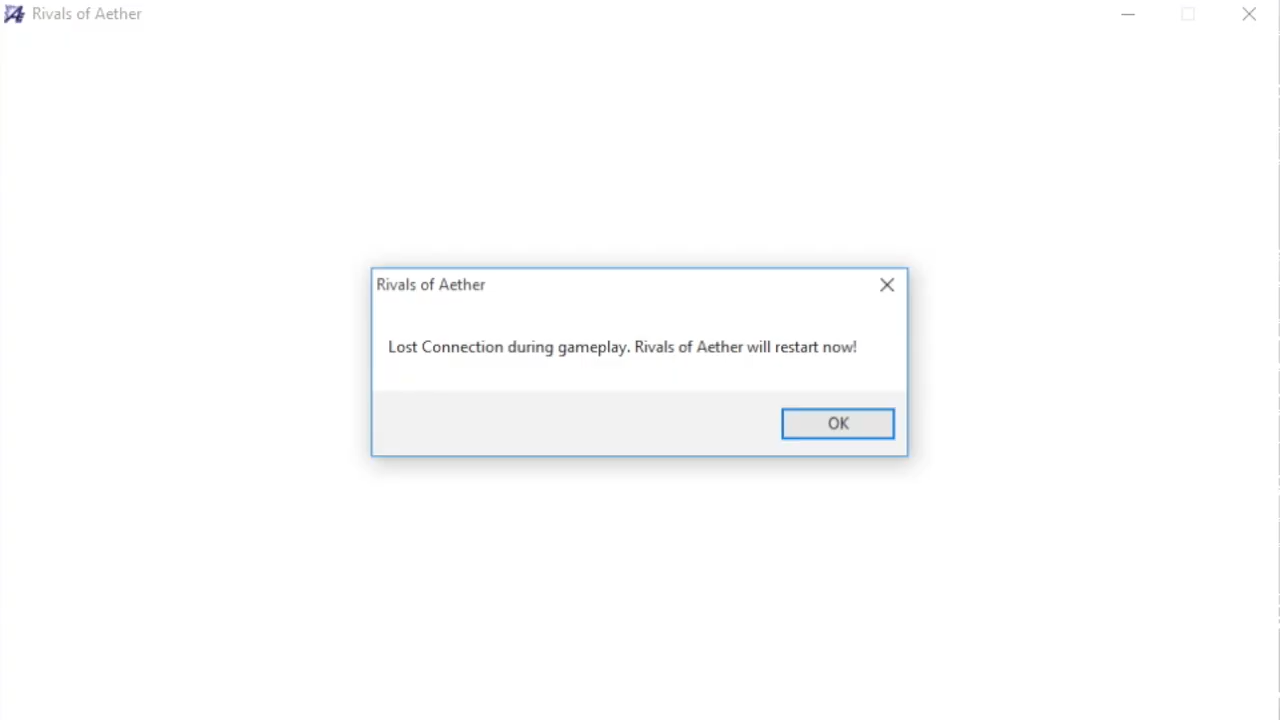 Rivals of Aether
Rivals of Aether
Lost Connection during gameplay. Rivals of Aether will restart now!
OK